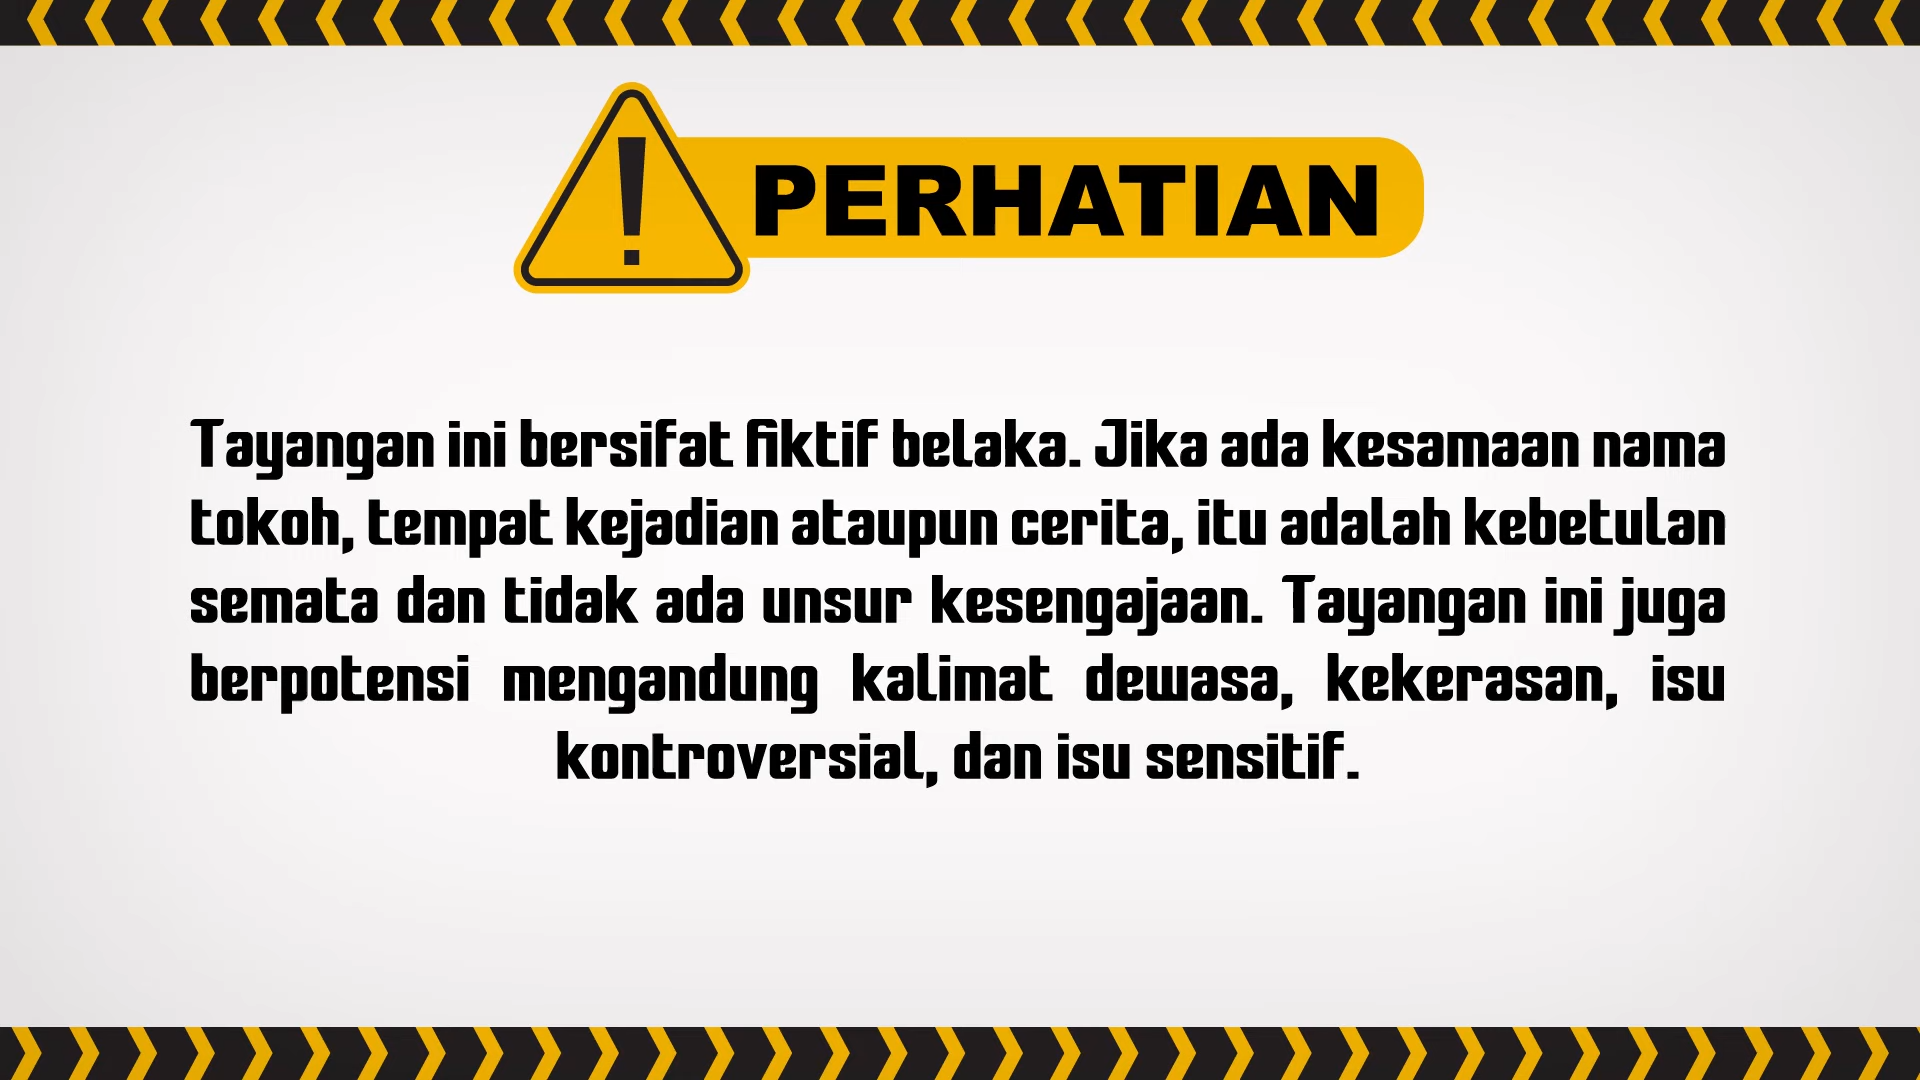 !
PERHATIAN
Tayangan ini bersifat fiktif belaka. Jika ada kesamaan nama
tokoh, tempat kejadian ataupun cerita, itu adalah kebetulan
semata dan tidak ada unsur kesengajaan. Tayangan ini juga
berpotensi mengandung kalimat dewasa, kekerasan, isu
kontroversial, dan isu sensitif.